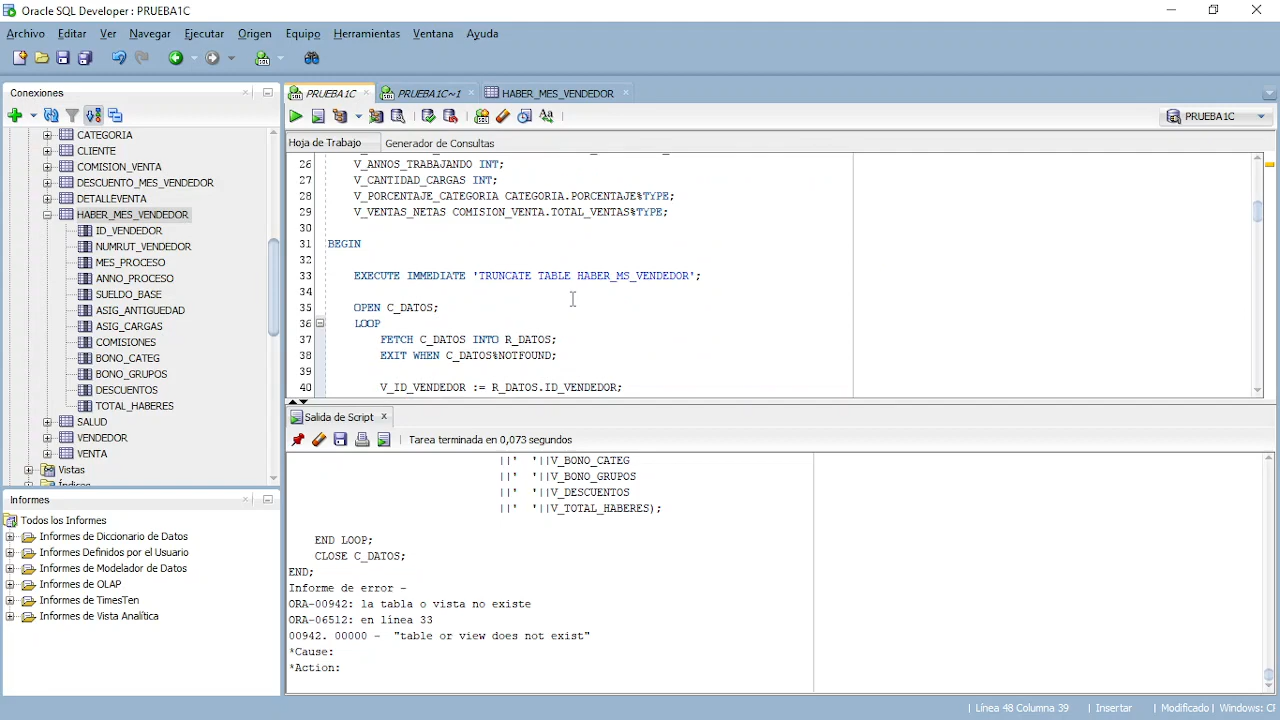 Oracle SQL Developer : PRUEBA1C
Archivo Editar Ver Navegar Ejecutar Origen Equipo Herramientas Ventana Ayuda
Conexiones
CATEGORIA
CLIENTE
COMISION_VENTA
DESCUENTO_MES_VENDEDOR
DETALLEVENTA
HABER_MES_VENDEDOR
ID_VENDEDOR
NUMRUT_VENDEDOR
MES_PROCESO
ANNO_PROCESO
SUELDO_BASE
ASIG_ANTIGUEDAD
ASIG_CARGAS
COMISIONES
BONO_CATEG
BONO_GRUPOS
DESCUENTOS
TOTAL_HABERES
SALUD
VENDEDOR
VENTA
Vistas
Índices
Informes
Todos los Informes
Informes de Diccionario de Datos
Informes Definidos por el Usuario
Informes de Modelador de Datos
Informes de OLAP
Informes de TimesTen
Informes de Vista Analítica
PRUEBA1C PRUEBA1C~1 HABER_MES_VENDEDOR
PRUEBA1C
Hoja de Trabajo Generador de Consultas
26 V_ANNOS_TRABAJANDO INT;
27 V_CANTIDAD_CARGAS INT;
28 V_PORCENTAJE_CATEGORIA CATEGORIA.PORCENTAJE%TYPE;
29 V_VENTAS_NETAS COMISION_VENTA.TOTAL_VENTAS%TYPE;
30
31 BEGIN
32
33 EXECUTE IMMEDIATE 'TRUNCATE TABLE HABER_MS_VENDEDOR';
34
35 OPEN C_DATOS;
36 LOOP
37 FETCH C_DATOS INTO R_DATOS;
38 EXIT WHEN C_DATOS%NOTFOUND;
39
40 V_ID_VENDEDOR := R_DATOS.ID_VENDEDOR;
Salida de Script
Tarea terminada en 0,073 segundos
||' '||V_BONO_CATEG
||' '||V_BONO_GRUPOS
||' '||V_DESCUENTOS
||' '||V_TOTAL_HABERES);
END LOOP;
CLOSE C_DATOS;
END;
Informe de error -
ORA-00942: la tabla o vista no existe
ORA-06512: en línea 33
00942. 00000 - "table or view does not exist"
*Cause:
*Action:
Línea 48 Columna 39 Insertar Modificado Windows: CF